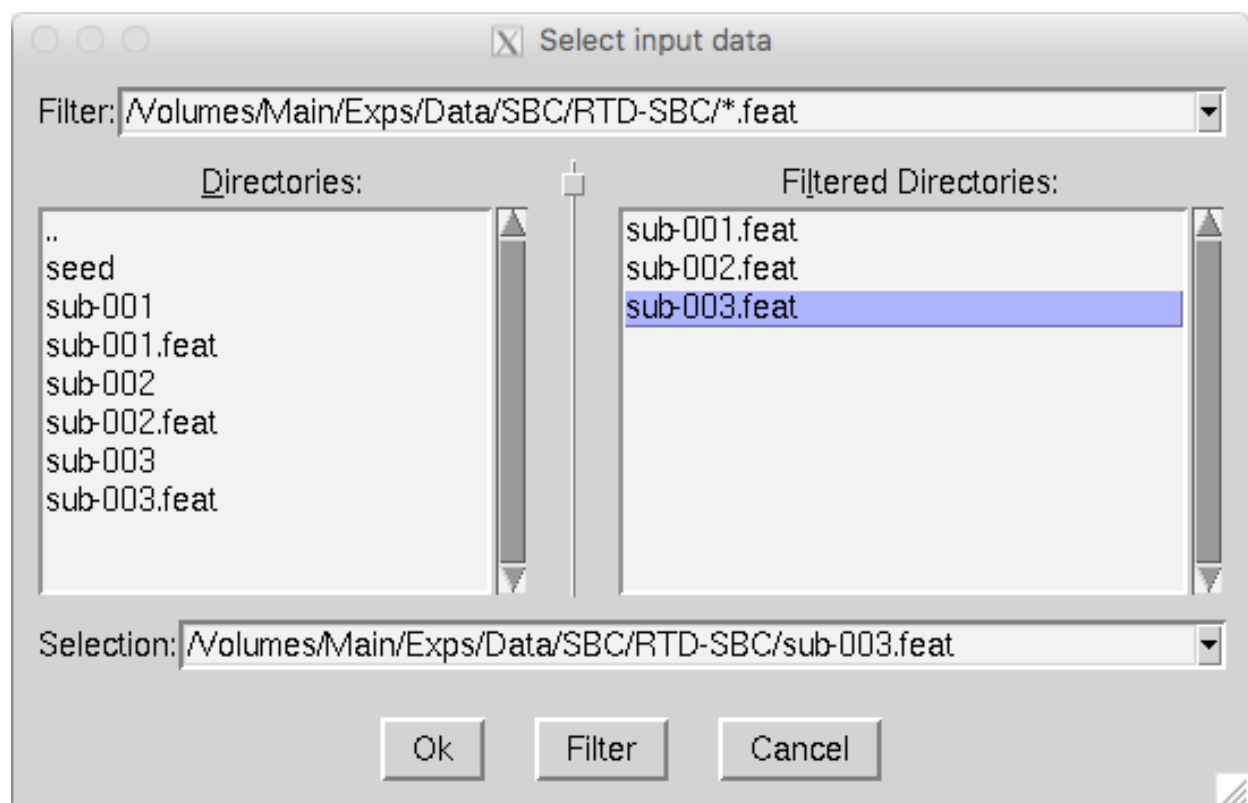 Select input data
Filter: /Volumes/Main/Exps/Data/SBC/RTD-SBC/*.feat
Directories:
..
seed
sub-001
sub-001.feat
sub-002
sub-002.feat
sub-003
sub-003.feat
Filtered Directories:
sub-001.feat
sub-002.feat
sub-003.feat
Selection: /Volumes/Main/Exps/Data/SBC/RTD-SBC/sub-003.feat
Ok Filter Cancel